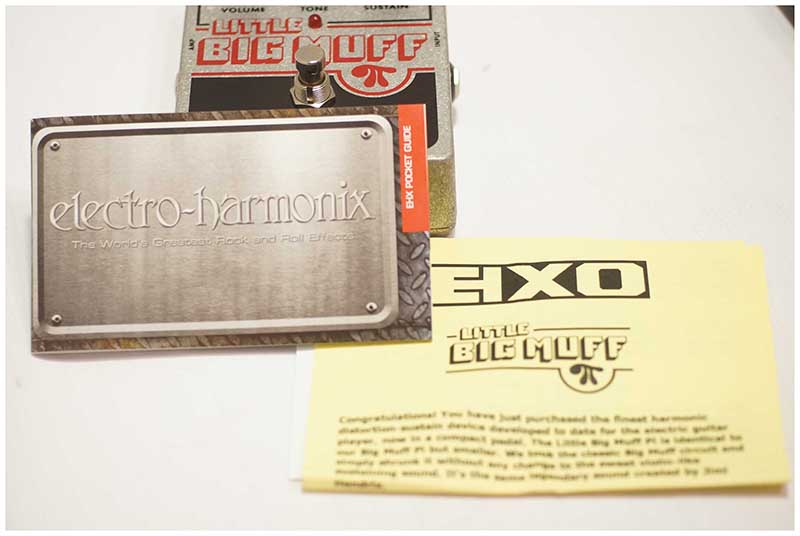 VOLUME TONE SUSTAIN
AMP
LITTLE
BIG MUFF
INPUT
π
EHX POCKET GUIDE
electro-harmonix
The World's Greatest Rock and Roll Effects
EIXO
LITTLE
BIG MUFF
π
Congratulations! You have just purchased the finest harmonic
distortion-sustain device developed to date for the electric guitar
player, now in a compact pedal. The Little Big Muff Pi is identical to
our Big Muff Pi but smaller. We the classic Big Muff circuit and
simply shrunk it without any change to the sweet violin-like
sustaining sound. It's the same legendary sound created by Jimi
Hendrix.